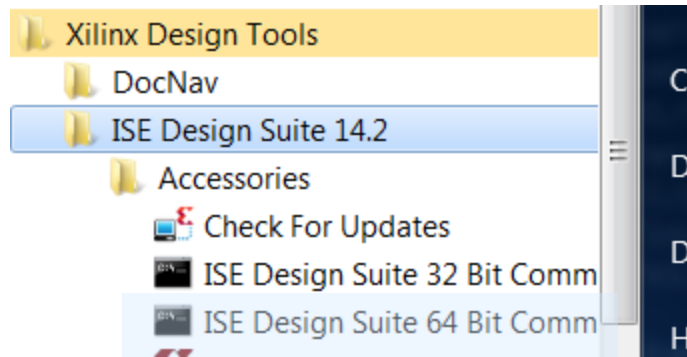 Xilinx Design Tools
DocNav
ISE Design Suite 14.2
Accessories
Check For Updates
ISE Design Suite 32 Bit Comm
ISE Design Suite 64 Bit Comm
C
D
D
H